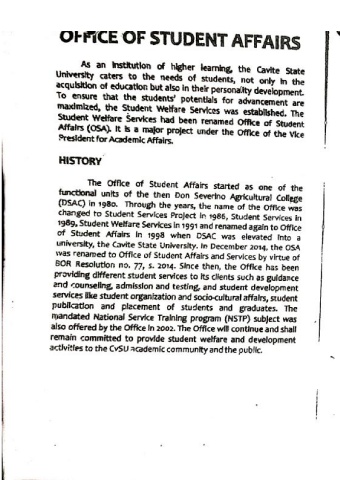 OFFICE OF STUDENT AFFAIRS
As an institution of higher learning, the Cavite State
University caters to the needs of students, not only in the
acquisition of education but also in their personality development.
To ensure that the students' potentials for advancement are
maximized, the Student Welfare Services was established. The
Student Welfare Services had been renamed Office of Student
Affairs (OSA). It is a major project under the Office of the Vice
President for Academic Affairs.
HISTORY
The Office of Student Affairs started as one of the
functional units of the then Don Severino Agricultural College
(DSAC) in 1980. Through the years, the name of the Office was
changed to Student Services Project in 1986, Student Services in
1989, Student Welfare Services in 1991 and renamed again to Office
of Student Affairs in 1998 when DSAC was elevated into a
university, the Cavite State University. In December 2014, the OSA
was renamed to Office of Student Affairs and Services by virtue of
BOR Resolution no. 77, s. 2014. Since then, the Office has been
providing different student services to its clients such as guidance
and counseling, admission and testing, and student development
services like student organization and socio-cultural affairs, student
publication and placement of students and graduates. The
mandated National Service Training program (NSTP) subject was
also offered by the Office in 2002. The Office will continue and shall
remain committed to provide student welfare and development
activities to the CvSU academic community and the public.